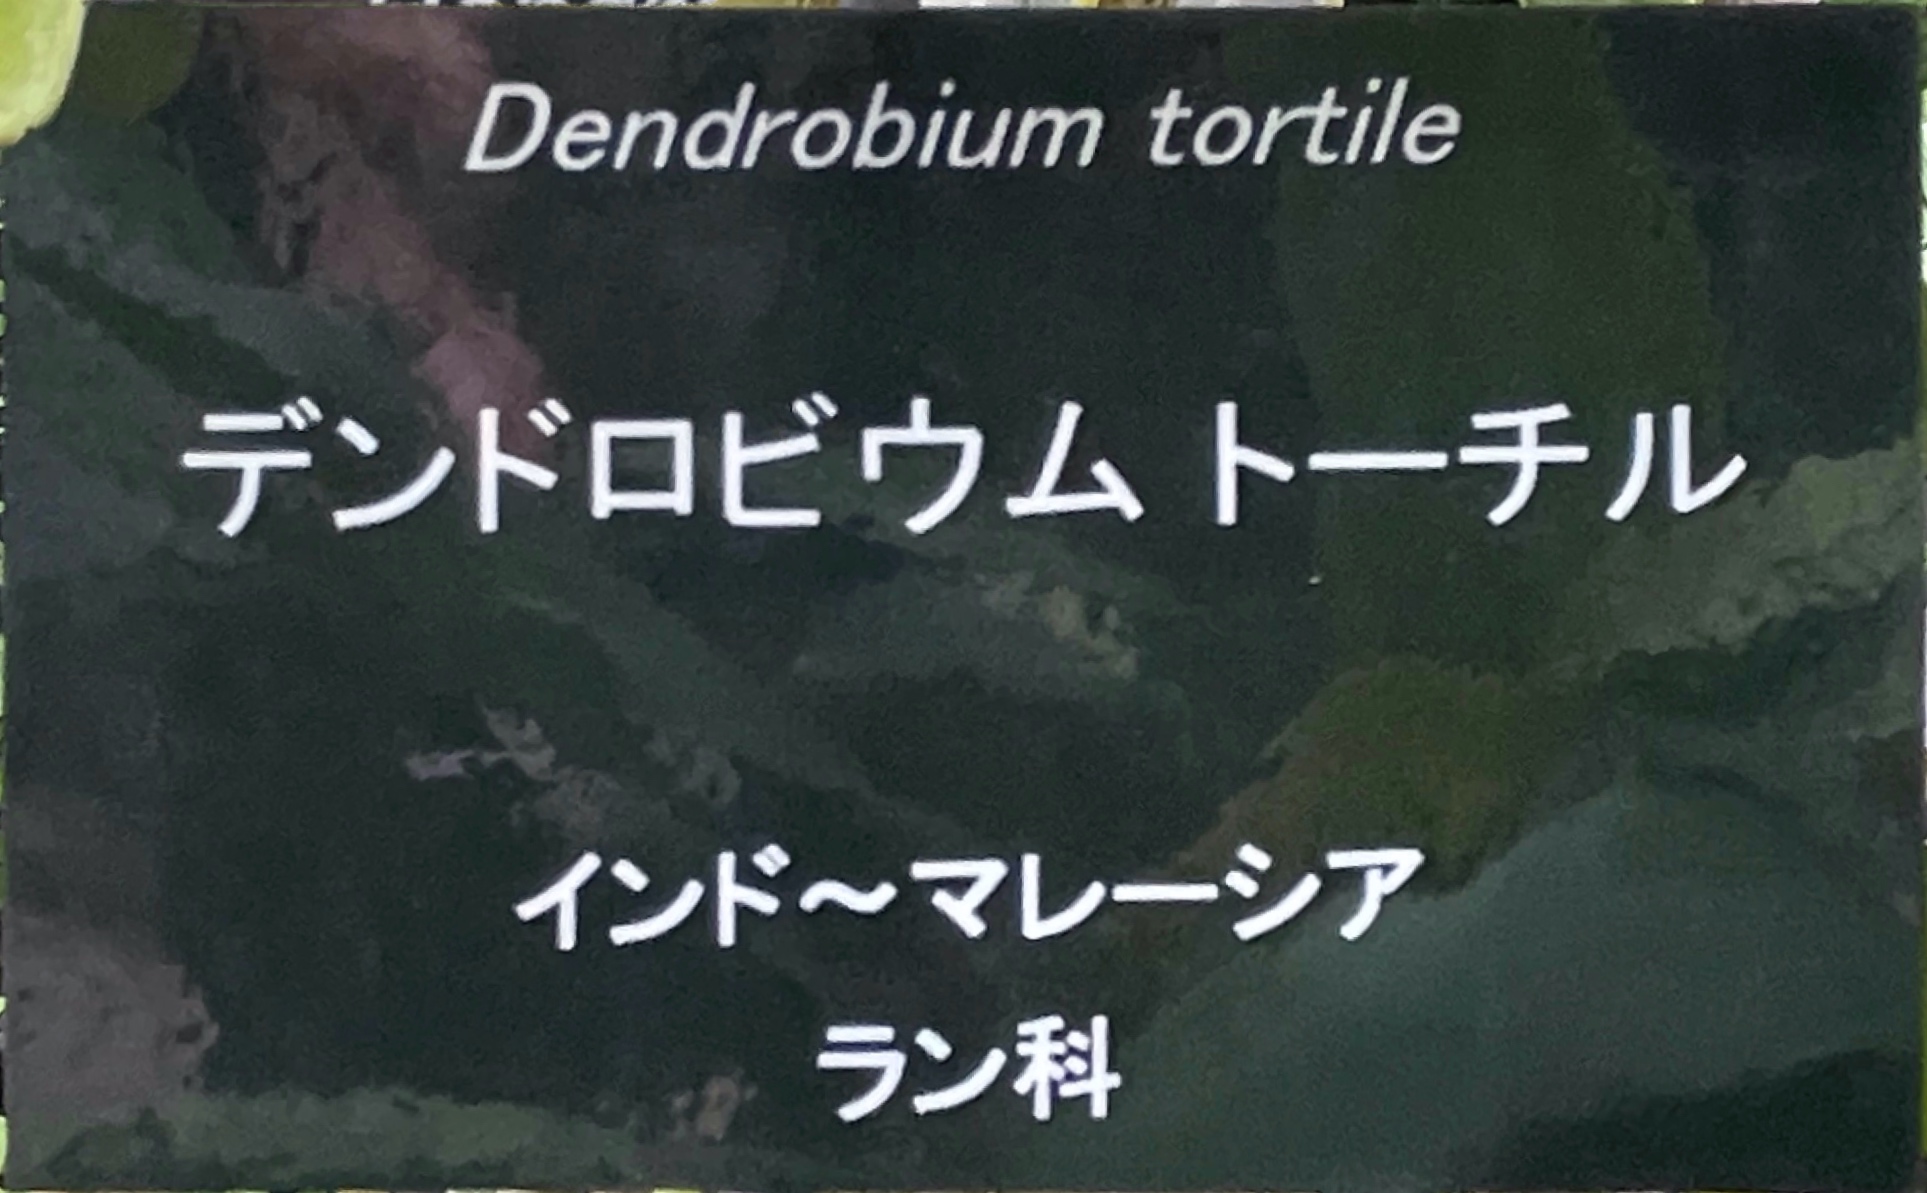 Dendrobium tortile
デンドロビウム トーチル
インド～マレーシア
ラン科